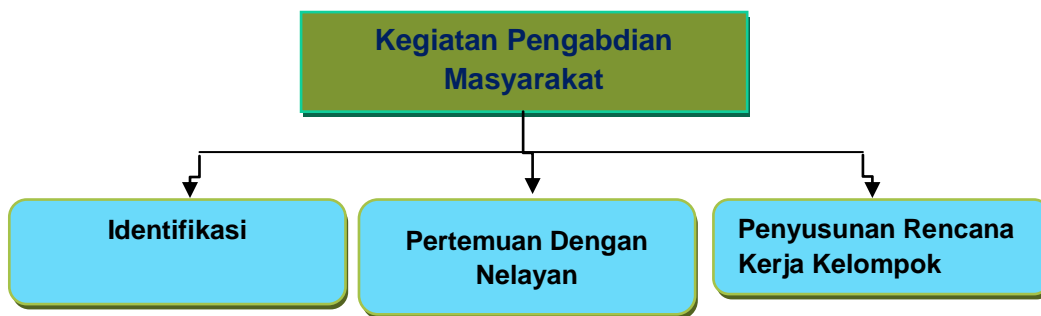 Kegiatan Pengabdian
Masyarakat
Identifikasi
Pertemuan Dengan
Nelayan
Penyusunan Rencana
Kerja Kelompok